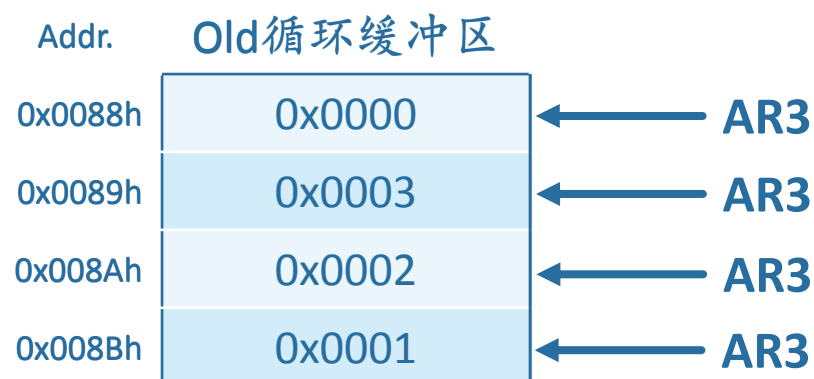 Addr. Old循环缓冲区
0x0088h 0x0000 AR3
0x0089h 0x0003 AR3
0x008Ah 0x0002 AR3
0x008Bh 0x0001 AR3